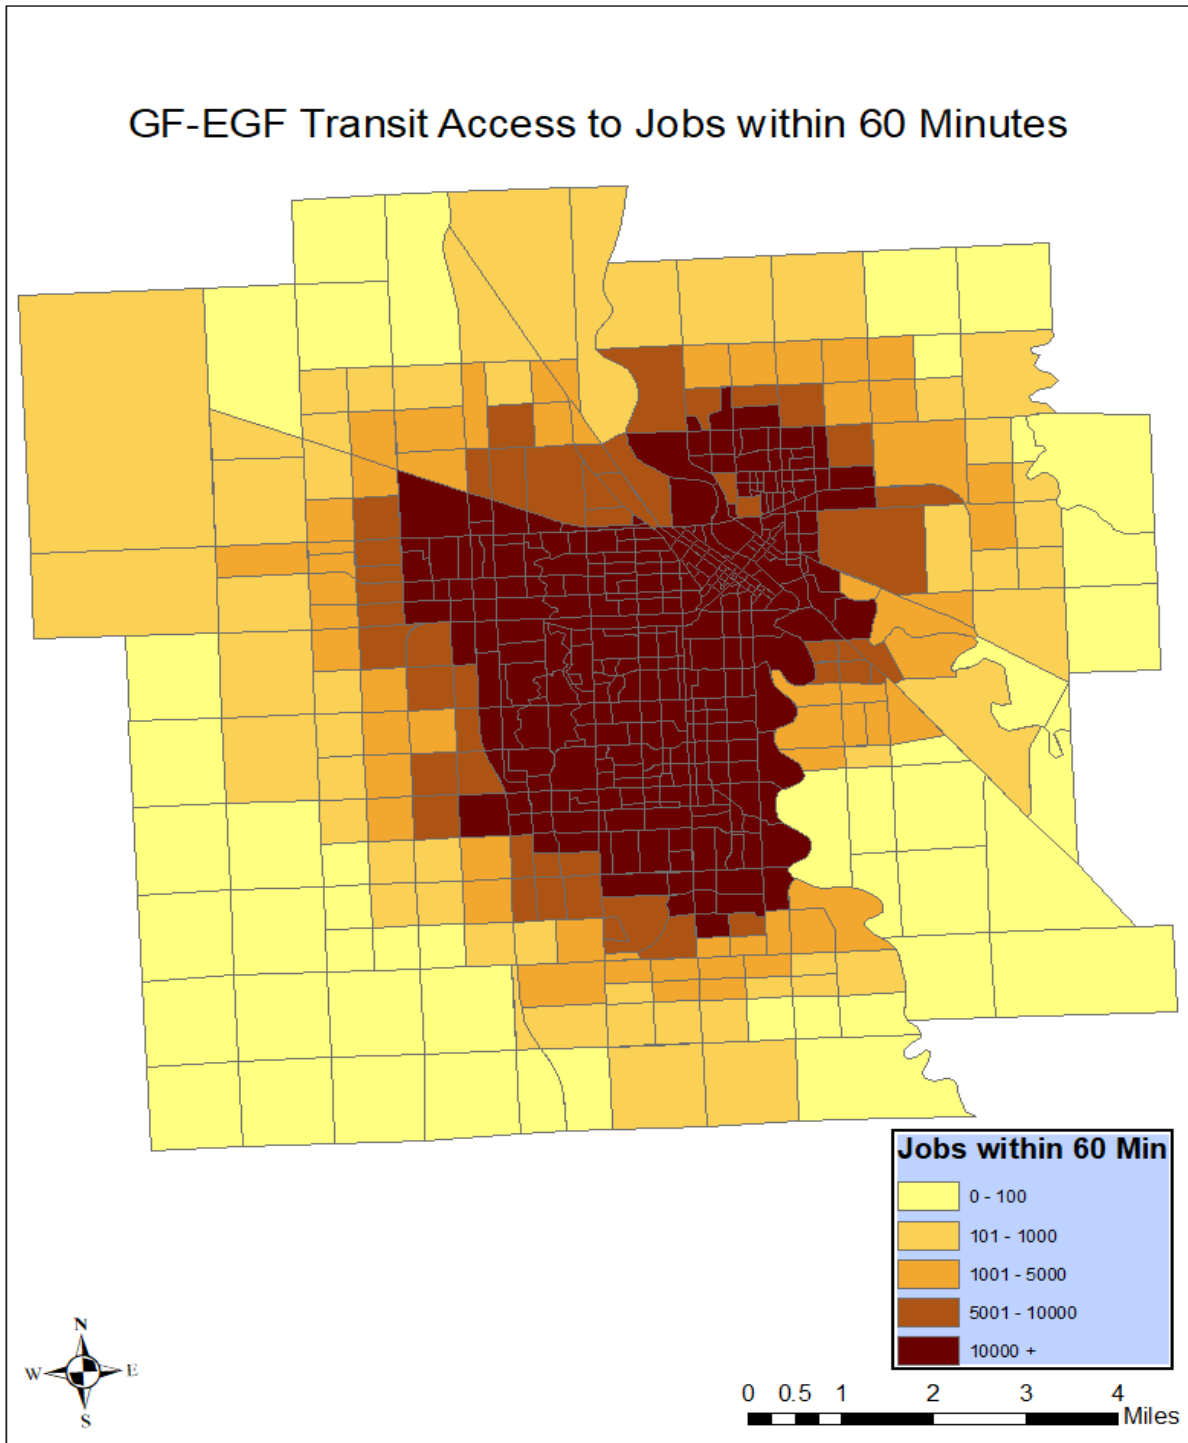 GF-EGF Transit Access to Jobs within 60 Minutes
Jobs within 60 Min
0 - 100
101 - 1000
1001 - 5000
5001 - 10000
10000 +
N
W E
S
0 0.5 1 2 3 4
Miles